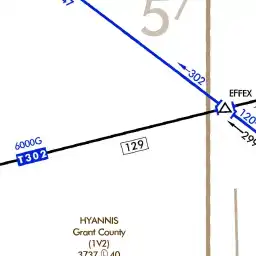 57
302
EFFEX
120
299
6000G
T302
129
HYANNIS
Grant County
(1V2)
3737 Ⓛ 40